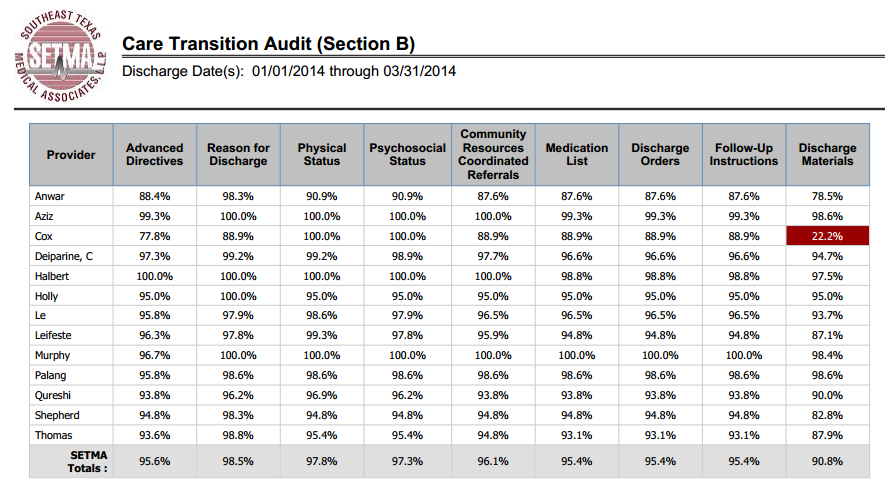 SOUTHEAST TEXAS
SETMA
MEDICAL ASSOCIATES, L.L.P.
Care Transition Audit (Section B)
Discharge Date(s): 01/01/2014 through 03/31/2014
Provider Advanced Directives Reason for Discharge Physical Status Psychosocial Status Community Resources Coordinated Referrals Medication List Discharge Orders Follow-Up Instructions Discharge Materials
Anwar 88.4% 98.3% 90.9% 90.9% 87.6% 87.6% 87.6% 87.6% 78.5%
Aziz 99.3% 100.0% 100.0% 100.0% 100.0% 99.3% 99.3% 99.3% 98.6%
Cox 77.8% 88.9% 100.0% 100.0% 88.9% 88.9% 88.9% 88.9% 22.2%
Deiparine, C 97.3% 99.2% 99.2% 98.9% 97.7% 96.6% 96.6% 96.6% 94.7%
Halbert 100.0% 100.0% 100.0% 100.0% 100.0% 98.8% 98.8% 98.8% 97.5%
Holly 95.0% 100.0% 95.0% 95.0% 95.0% 95.0% 95.0% 95.0% 95.0%
Le 95.8% 97.9% 98.6% 97.9% 96.5% 96.5% 96.5% 96.5% 93.7%
Leifeste 96.3% 97.8% 99.3% 97.8% 95.9% 94.8% 94.8% 94.8% 87.1%
Murphy 96.7% 100.0% 100.0% 100.0% 100.0% 100.0% 100.0% 100.0% 98.4%
Palang 95.8% 98.6% 98.6% 98.6% 98.6% 98.6% 98.6% 98.6% 98.6%
Qureshi 93.8% 96.2% 96.9% 96.2% 93.8% 93.8% 93.8% 93.8% 90.0%
Shepherd 94.8% 98.3% 94.8% 94.8% 94.8% 94.8% 94.8% 94.8% 82.8%
Thomas 93.6% 98.8% 95.4% 95.4% 94.8% 93.1% 93.1% 93.1% 87.9%
SETMA Totals : 95.6% 98.5% 97.8% 97.3% 96.1% 95.4% 95.4% 95.4% 90.8%